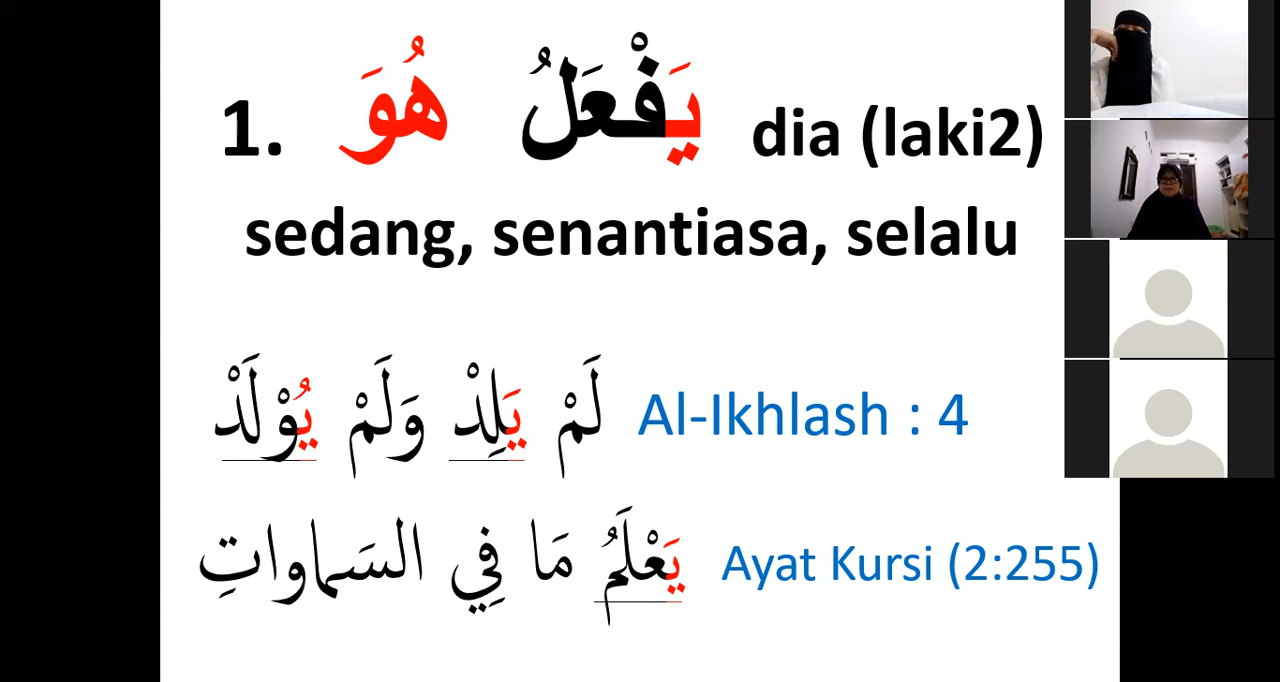 1. يَفْعَلُ هُوَ dia (laki2)
sedang, senantiasa, selalu
لَمْ يَلِدْ وَلَمْ يُوْلَدْ Al-Ikhlash : 4
يَعْلَمُ مَا فِي السَماواتِ Ayat Kursi (2:255)